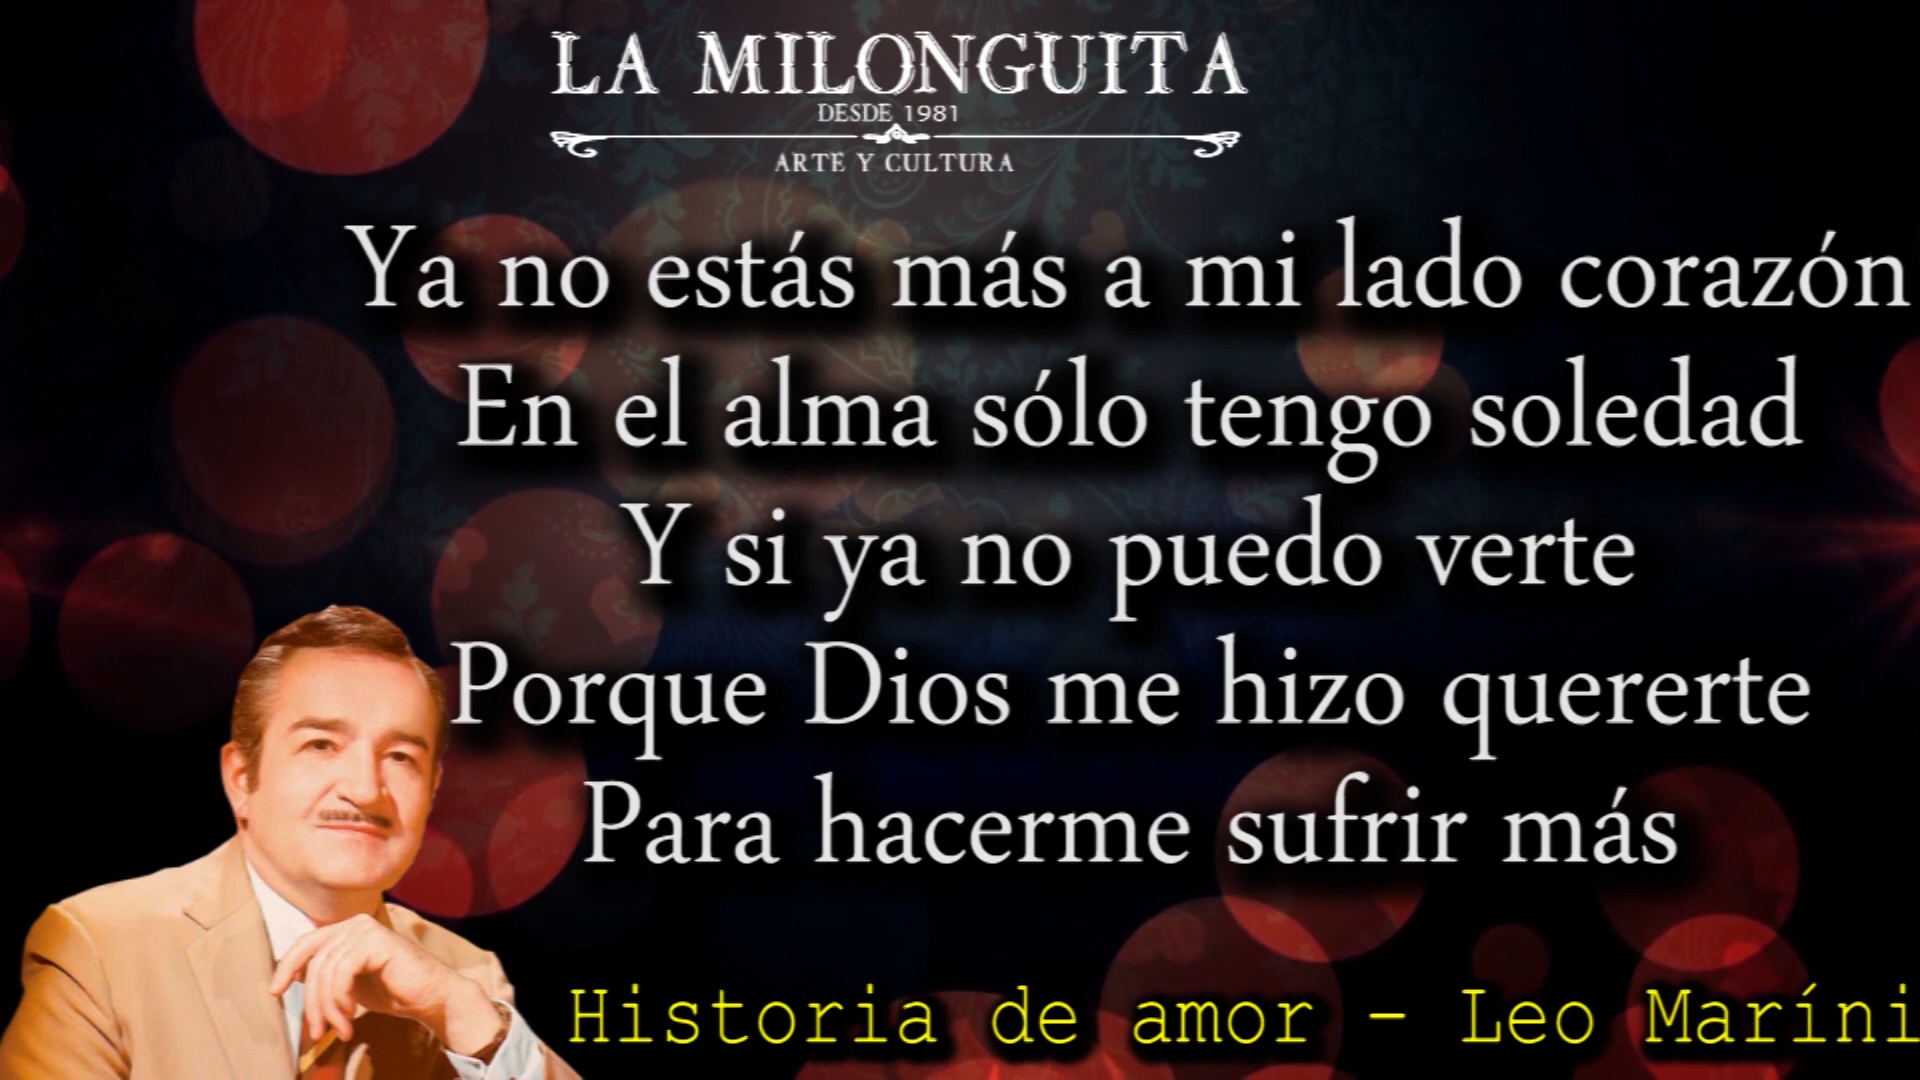 LA MILONGUITA
DESDE 1981
ARTE Y CULTURA
Ya no estás más a mi lado corazón
En el alma sólo tengo soledad
Y si ya no puedo verte
Porque Dios me hizo quererte
Para hacerme sufrir más
Historia de amor - Leo Maríni